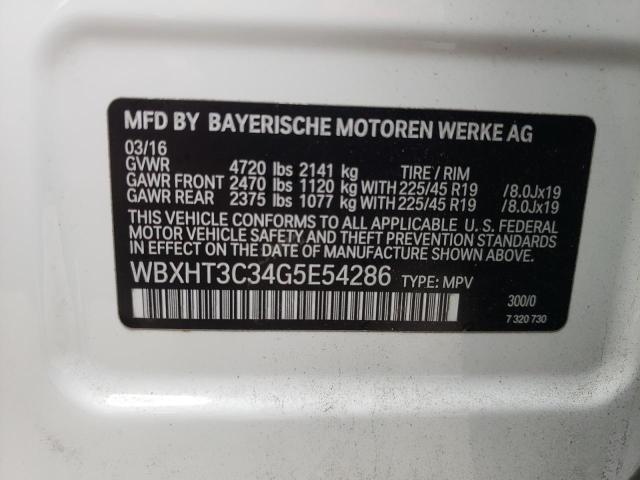 MFD BY BAYERISCHE MOTOREN WERKE AG
03/16
GVWR 4720 lbs 2141 kg TIRE / RIM
GAWR FRONT 2470 lbs 1120 kg WITH 225/45 R19 /8.0Jx19
GAWR REAR 2375 lbs 1077 kg WITH 225/45 R19 /8.0Jx19
THIS VEHICLE CONFORMS TO ALL APPLICABLE U. S. FEDERAL
MOTOR VEHICLE SAFETY AND THEFT PREVENTION
STANDARDS IN EFFECT ON THE DATE OF MANUFACTURE SHOWN ABOVE.
WBXHT3C34G5E54286 TYPE: MPV
300/0
7 320 730